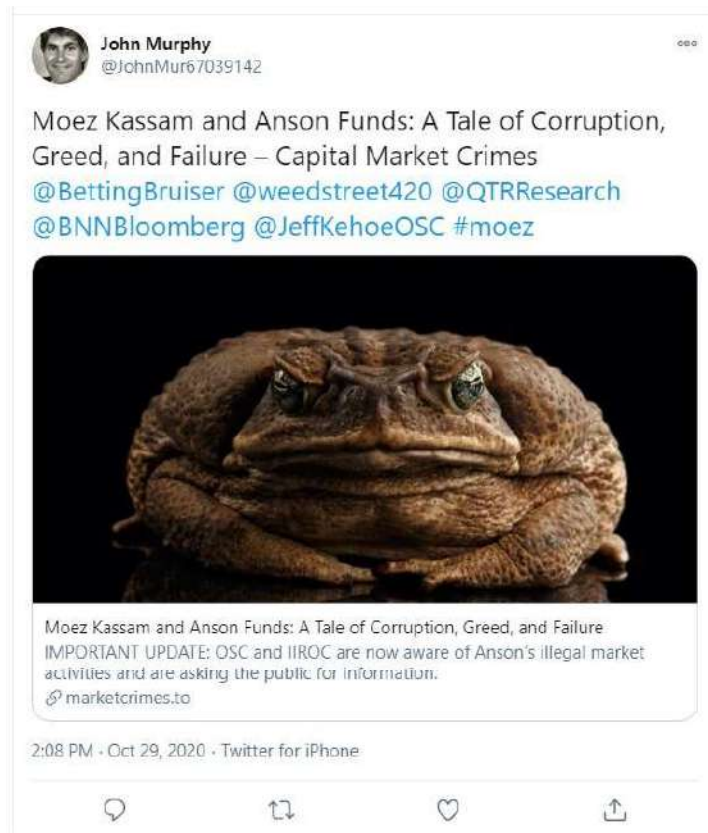 John Murphy
@JohnMur67039142
Moez Kassam and Anson Funds: A Tale of Corruption,
Greed, and Failure – Capital Market Crimes
@BettingBruiser @weedstreet420 @QTRResearch
@BNNBloomberg @JeffKehoeOSC #moez
Moez Kassam and Anson Funds: A Tale of Corruption, Greed, and Failure
IMPORTANT UPDATE: OSC and IIROC are now aware of Anson's illegal market
activities and are asking the public for information.
marketcrimes.to
2:08 PM · Oct 29, 2020 · Twitter for iPhone